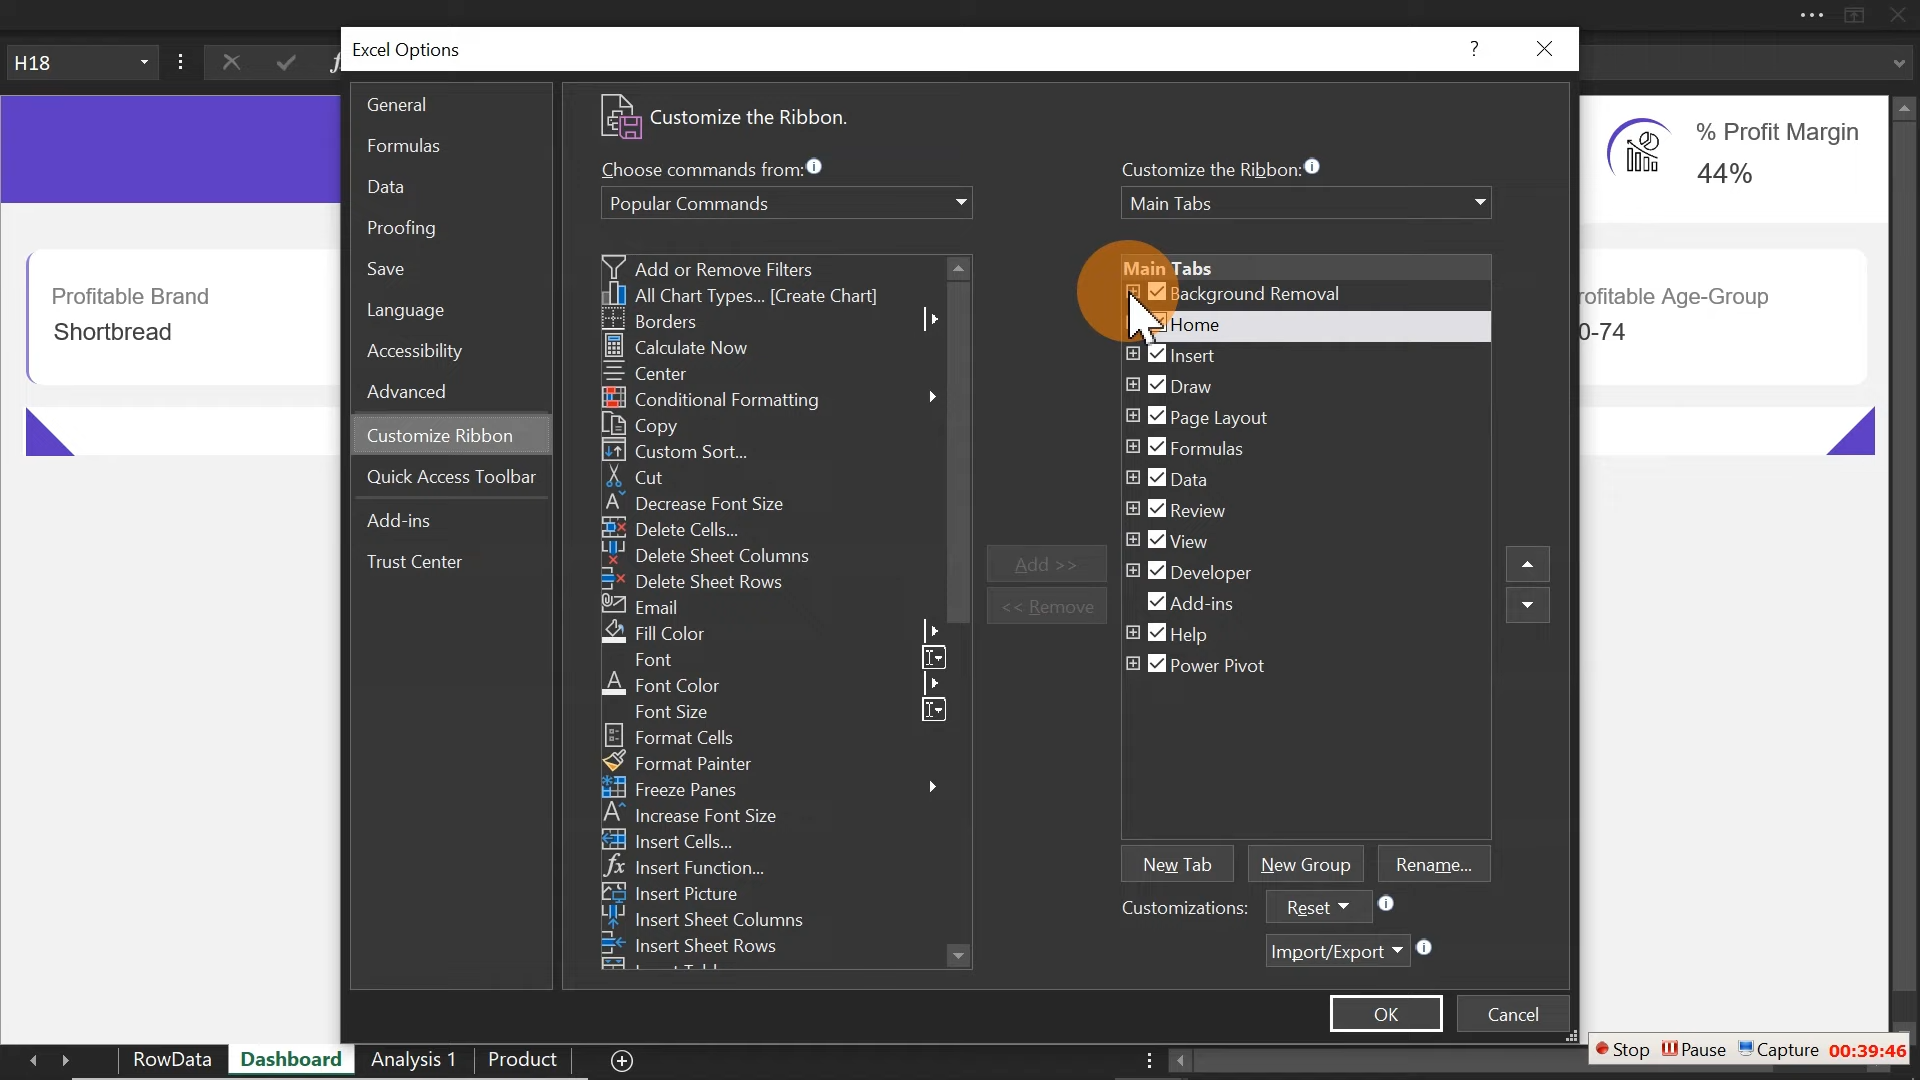 H18
Excel Options
?
General
Formulas
Data
Proofing
Save
Language
Accessibility
Advanced
Customize Ribbon
Quick Access Toolbar
Add-ins
Trust Center
Customize the Ribbon.
Choose commands from:
Popular Commands
Add or Remove Filters
All Chart Types... [Create Chart]
Borders
Calculate Now
Center
Conditional Formatting
Copy
Custom Sort...
Cut
Decrease Font Size
Delete Cells...
Delete Sheet Columns
Delete Sheet Rows
Email
Fill Color
Font
Font Color
Font Size
Format Cells
Format Painter
Freeze Panes
Increase Font Size
Insert Cells...
Insert Function...
Insert Picture
Insert Sheet Columns
Insert Sheet Rows
Add >>
<< Remove
Customize the Ribbon:
Main Tabs
Main Tabs
Background Removal
Home
Insert
Draw
Page Layout
Formulas
Data
Review
View
Developer
Add-ins
Help
Power Pivot
New Tab
New Group
Rename...
Customizations:
Reset
Import/Export
OK
Cancel
Profitable Brand
Shortbread
% Profit Margin
44%
rofitable Age-Group
0-74
RowData
Dashboard
Analysis 1
Product
Stop
Pause
Capture
00:39:46